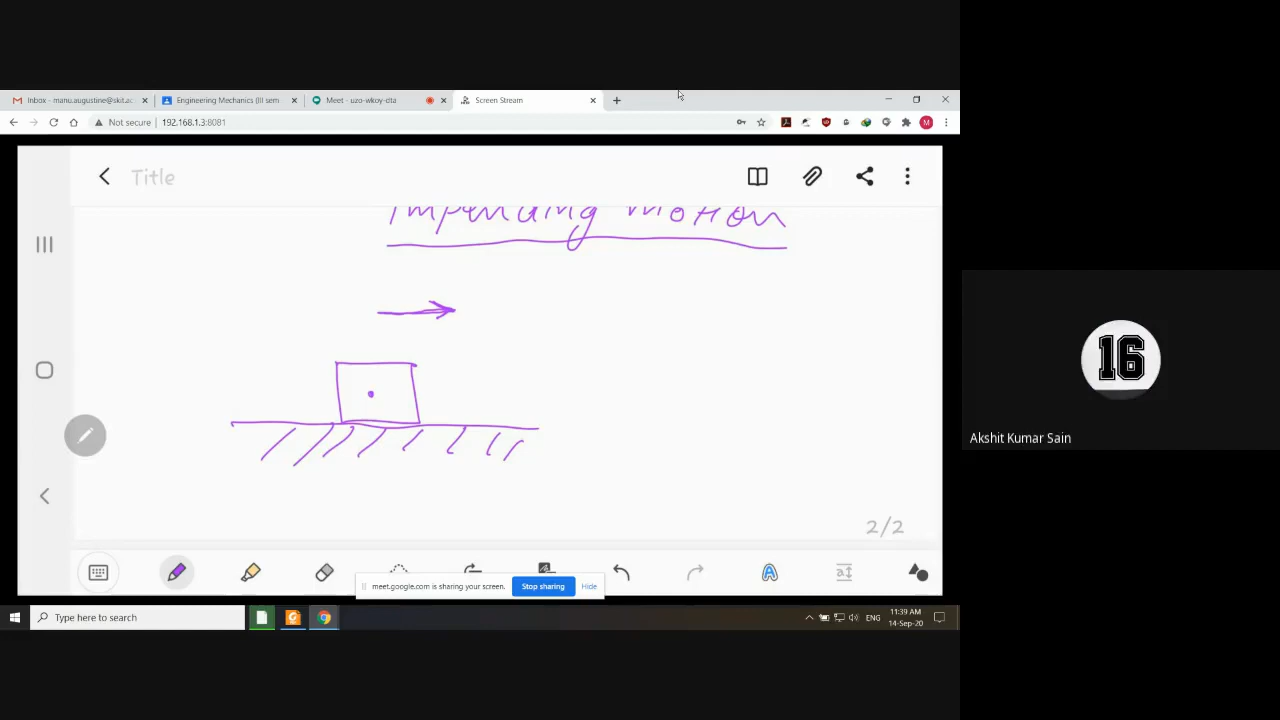 Inbox - manu.augustine@skit.ac
Engineering Mechanics (III sem
Meet - uzo-wkoy-dta
Screen Stream
Not secure
192.168.1.3:8081
M
Title
Impending motion
2/2
meet.google.com is sharing your screen.
Stop sharing
Hide
Type here to search
ENG
11:39 AM
14-Sep-20
16
Akshit Kumar Sain